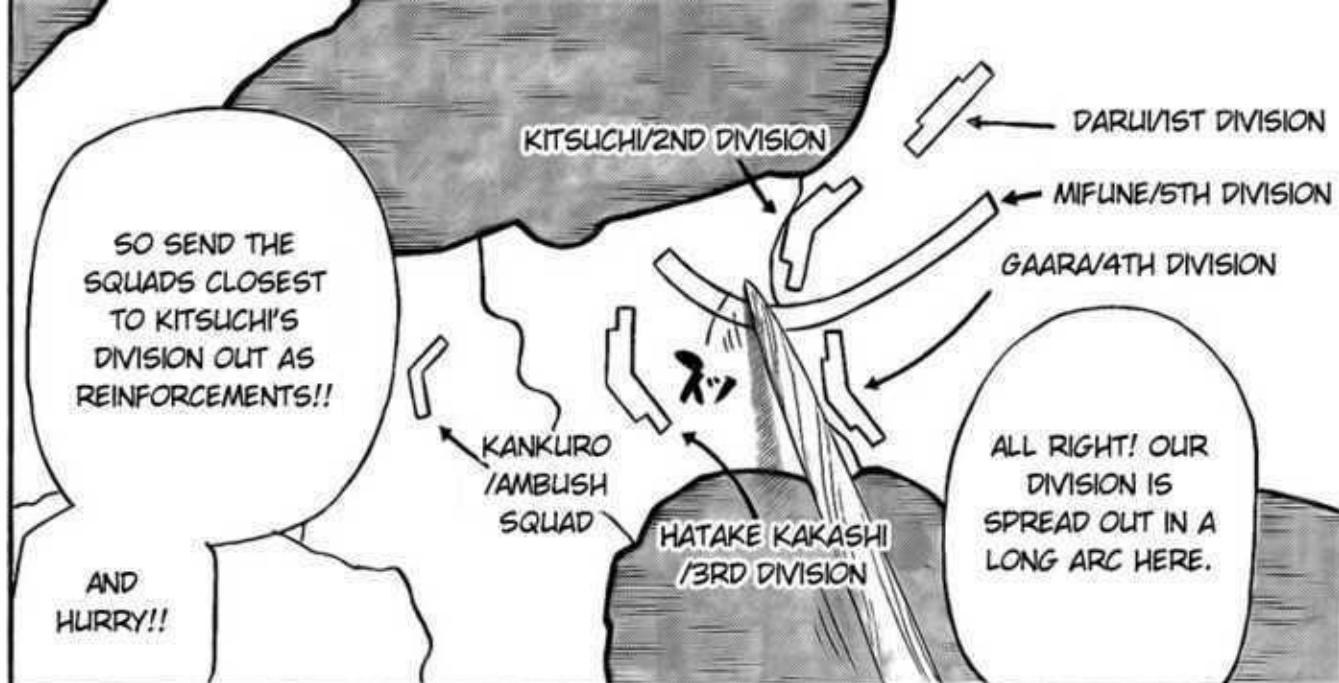 ALL RIGHT! OUR
DIVISION IS
SPREAD OUT IN A
LONG ARC HERE.
DARUI/1ST DIVISION
MIFUNE/5TH DIVISION
GAARA/4TH DIVISION
KITSUCHI/2ND DIVISION
ズッ
HATAKE KAKASHI
/3RD DIVISION
KANKURO
/AMBUSH
SQUAD
SO SEND THE
SQUADS CLOSEST
TO KITSUCHI'S
DIVISION OUT AS
REINFORCEMENTS!!
AND
HURRY!!